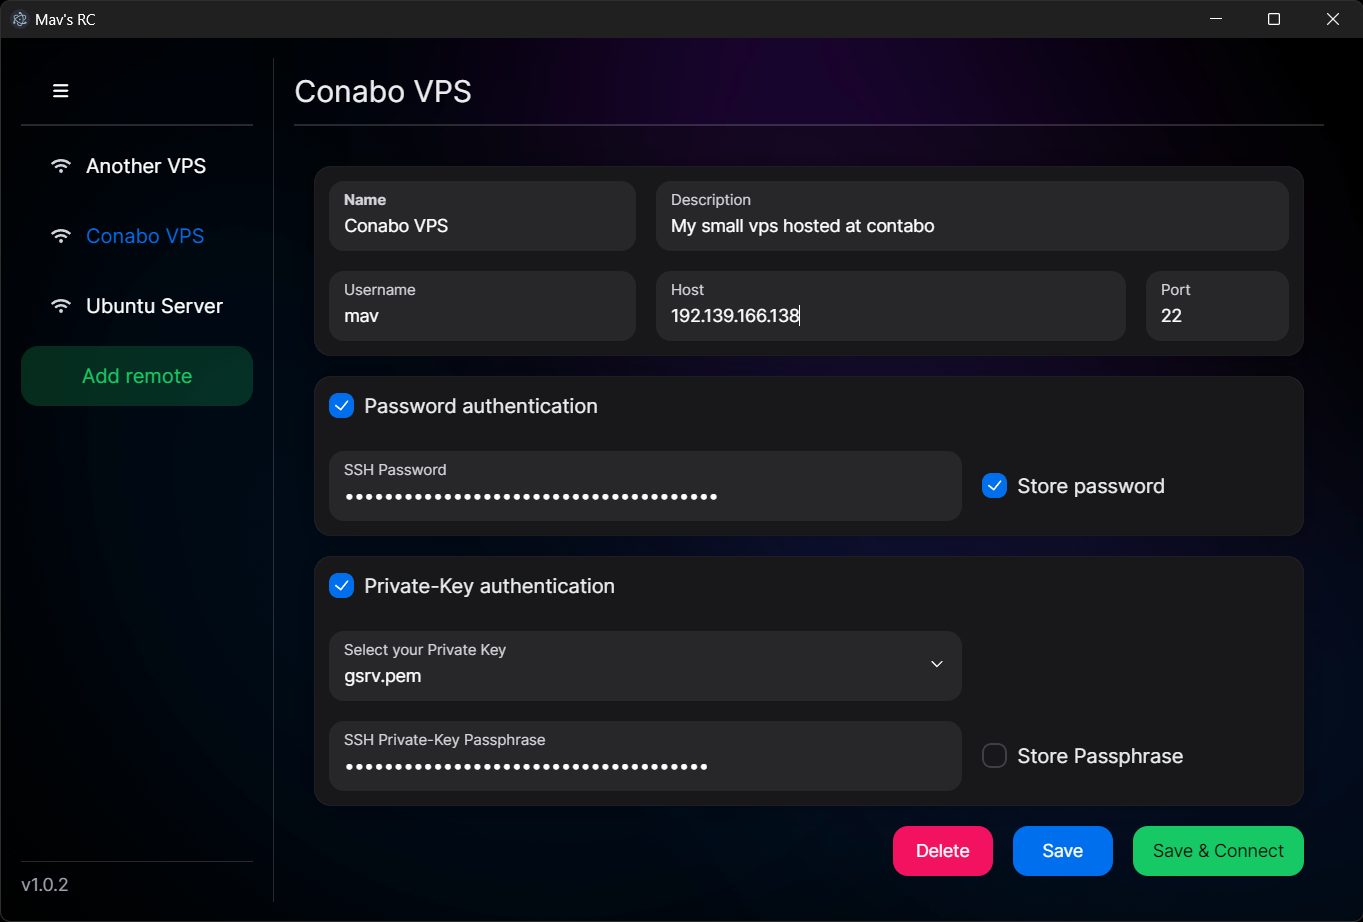 Mav's RC
Conabo VPS
Another VPS
Conabo VPS
Ubuntu Server
Add remote
Name
Conabo VPS
Description
My small vps hosted at contabo
Username
mav
Host
192.139.166.138
Port
22
Password authentication
SSH Password
Store password
Private-Key authentication
Select your Private Key
gsrv.pem
SSH Private-Key Passphrase
Store Passphrase
Delete
Save
Save & Connect
v1.0.2